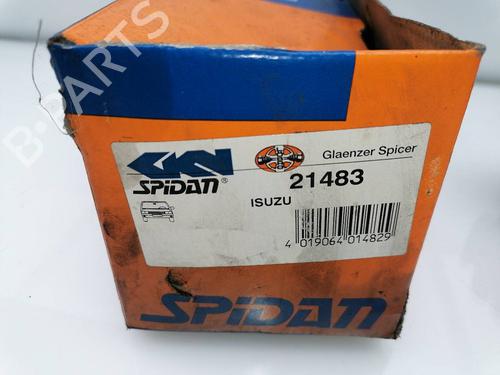 B-PARTS
GKN
SPiDAN®
Glaenzer Spicer
21483
ISUZU
4 019064 014829
SPiDAN